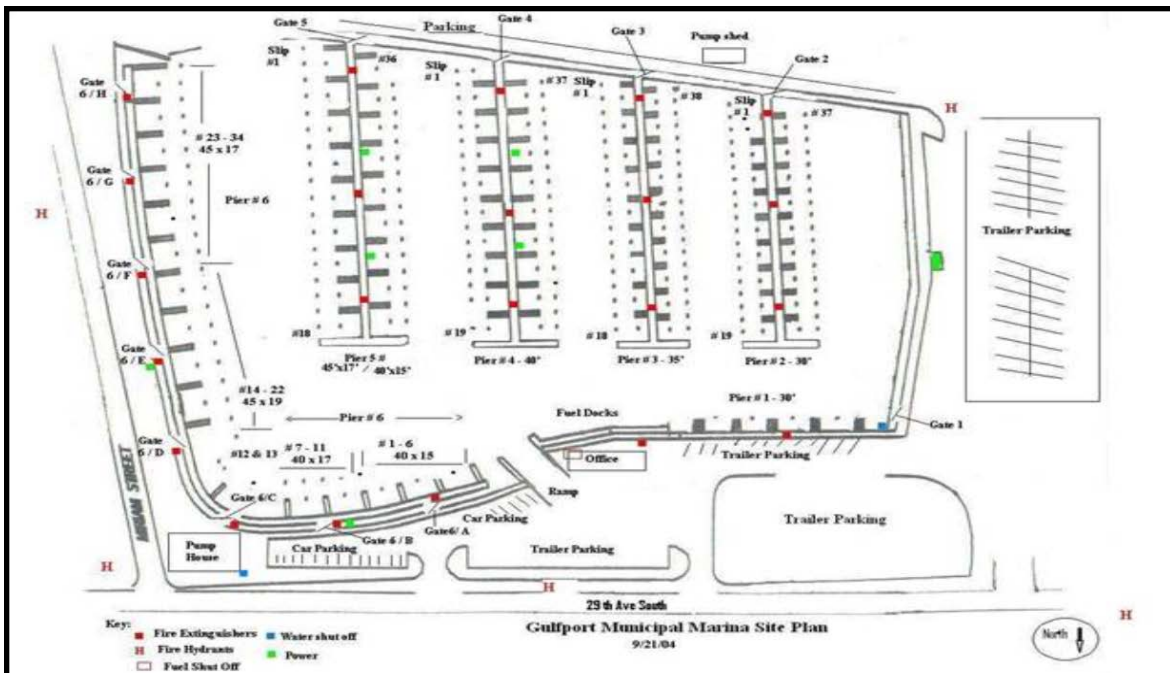 Gate 5
Parking
Gate 4
Gate 3
Pump shed
Gate 2
Slip
#1
#36
Slip
# 1
# 37
Slip
# 1
# 38
Slip
# 1
# 37
Gate
6 / H
H
# 23 - 34
45 x 17
Gate
6 / G
H
Pier # 6
Trailer Parking
Gate
6 / F
#18
# 19
# 18
# 19
Gate
6 / E
Pier 5 #
45'x17' / 40'x15'
Pier # 4 - 40'
Pier # 3 - 35'
Pier # 2 - 30'
#14 - 22
45 x 19
Pier # 6
Fuel Docks
Pier # 1 - 30'
Gate 1
Gate
6 / D
#12 & 13
# 7 - 11
40 x 17
# 1 - 6
40 x 15
Office
Trailer Parking
Ramp
Gate 6/C
Gate6/ A
Car Parking
Gate 6 / B
Trailer Parking
Pump
House
Car Parking
Trailer Parking
H
H
29 th Ave South
H
Key:
Fire Extinguishers
Water shut off
H
Fire Hydrants
Power
Fuel Shut Off
Gulfport Municipal Marina Site Plan
9/21/04
North